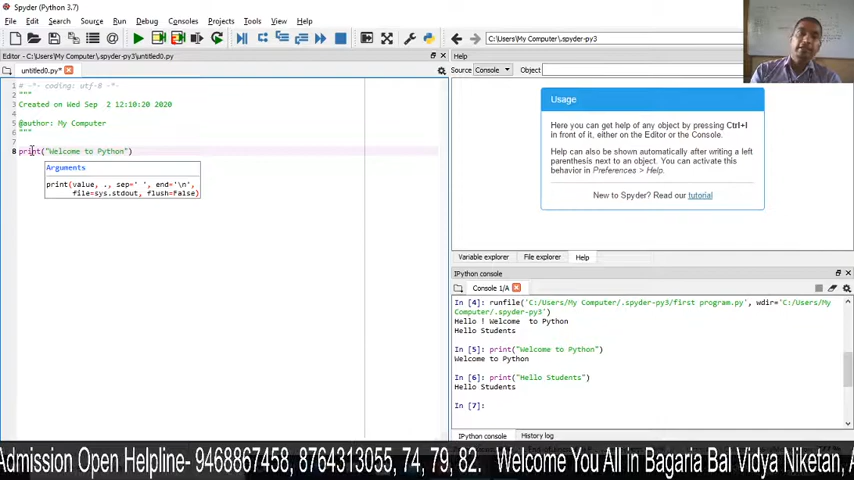 Spyder (Python 3.7)
File Edit Search Source Run Debug Consoles Projects Tools View Help
C:\Users\My Computer\.spyder-py3
Editor - C:\Users\My Computer\.spyder-py3\untitled0.py
Help
untitled0.py*
Source Console Object
1 # -*- coding: utf-8 -*-
2 """
3 Created on Wed Sep 2 12:10:20 2020
4
5 @author: My Computer
6 """
7
8 print("Welcome to Python")
Arguments
print(value, ., sep=' ', end='\n',
file=sys.stdout, flush=False)
Usage
Here you can get help of any object by pressing Ctrl+I
in front of it, either on the Editor or the Console.
Help can also be shown automatically after writing a left
parenthesis next to an object. You can activate this
behavior in Preferences > Help.
New to Spyder? Read our tutorial
Variable explorer File explorer Help
IPython console
Console 1/A
In [4]: runfile('C:/Users/My Computer/.spyder-py3/first program.py', wdir='C:/Users/My
Computer/.spyder-py3')
Hello ! Welcome to Python
Hello Students
In [5]: print("Welcome to Python")
Welcome to Python
In [6]: print("Hello Students")
Hello Students
In [7]:
IPython console History log
Admission Open Helpline- 9468867458, 8764313055, 74, 79, 82. Welcome You All in Bagaria Bal Vidya Niketan,